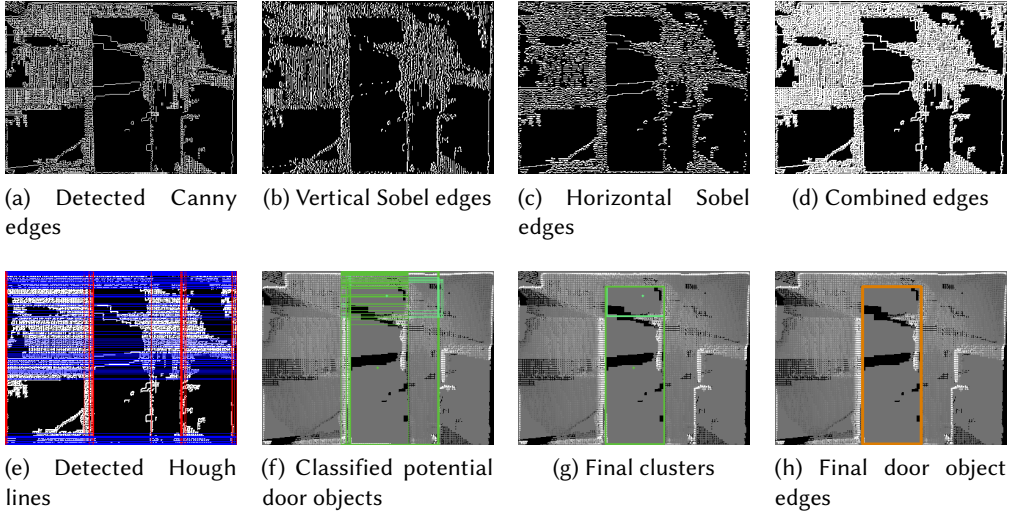 (a) Detected Canny edges
(b) Vertical Sobel edges
(c) Horizontal Sobel edges
(d) Combined edges
(e) Detected Hough lines
(f) Classified potential door objects
(g) Final clusters
(h) Final door object edges